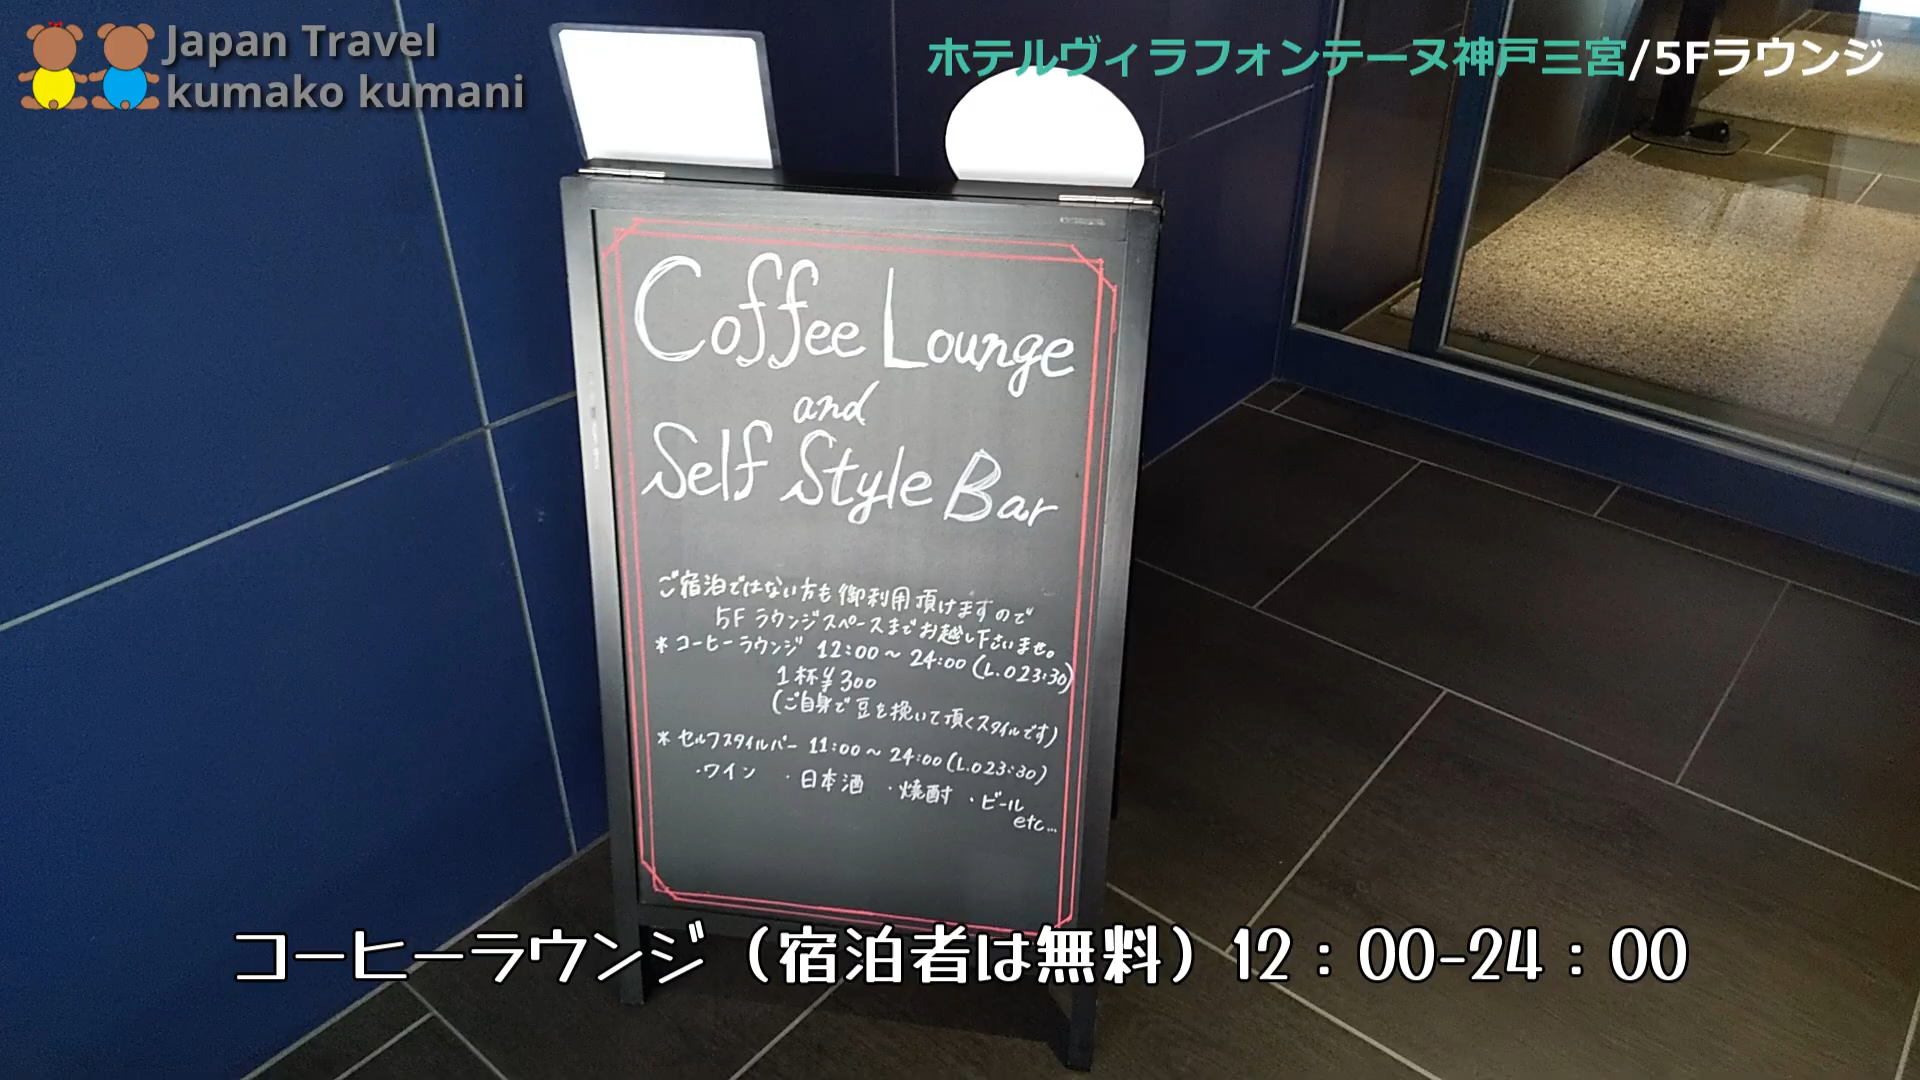 Japan Travel
kumako kumani
ホテルヴィラフォンテーヌ神戸三宮/5Fラウンジ
Coffee Lounge
and
Self Style Bar
ご宿泊ではない方も御利用頂けますので
5F ラウンジスペースまでお越し下さいませ。
* コーヒーラウンジ 12:00～24:00 (L.O 23:30)
1杯¥300
(ご自身で豆を挽いて頂くスタイルです)
* セルフスタイルバー 11:00～24:00 (L.O 23:30)
・ワイン ・日本酒 ・焼酎 ・ビール
etc...
コーヒーラウンジ（宿泊者は無料）12：00-24：00